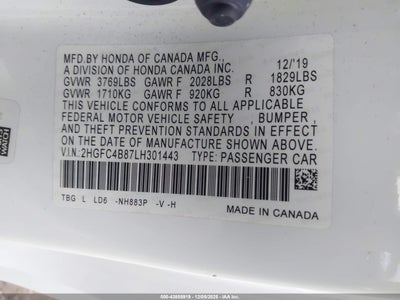 MFD.BY HONDA OF CANADA MFG.,
A DIVISION OF HONDA CANADA INC. 12/'19
GVWR 3769LBS GAWR F 2028LBS R 1829LBS
GVWR 1710KG GAWR F 920KG R 830KG
THIS VEHICLE CONFORMS TO ALL APPLICABLE
FEDERAL MOTOR VEHICLE SAFETY, BUMPER, AND
THEFT PREVENTION STANDARDS IN EFFECT ON THE
DATE OF MANUFACTURE SHOWN ABOVE.
V.I.N:2HGFC4B87LH301443 TYPE: PASSENGER CAR
TBG L LD6 -NH883P -V -H
MADE IN CANADA